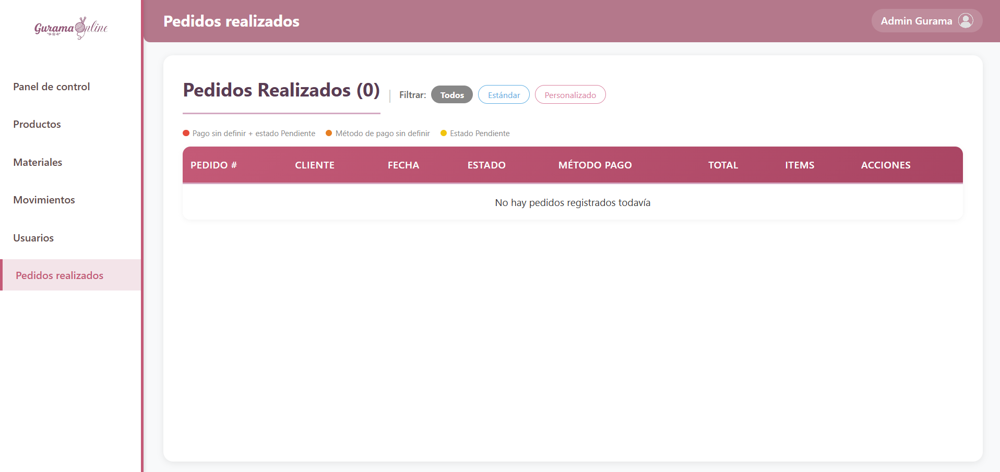 Gurama Online
Pedidos realizados
Admin Gurama
Panel de control
Productos
Materiales
Movimientos
Usuarios
Pedidos realizados
Pedidos Realizados (0)
Filtrar: Todos Estándar Personalizado
Pago sin definir + estado Pendiente Método de pago sin definir Estado Pendiente
PEDIDO # CLIENTE FECHA ESTADO MÉTODO PAGO TOTAL ITEMS ACCIONES
No hay pedidos registrados todavía